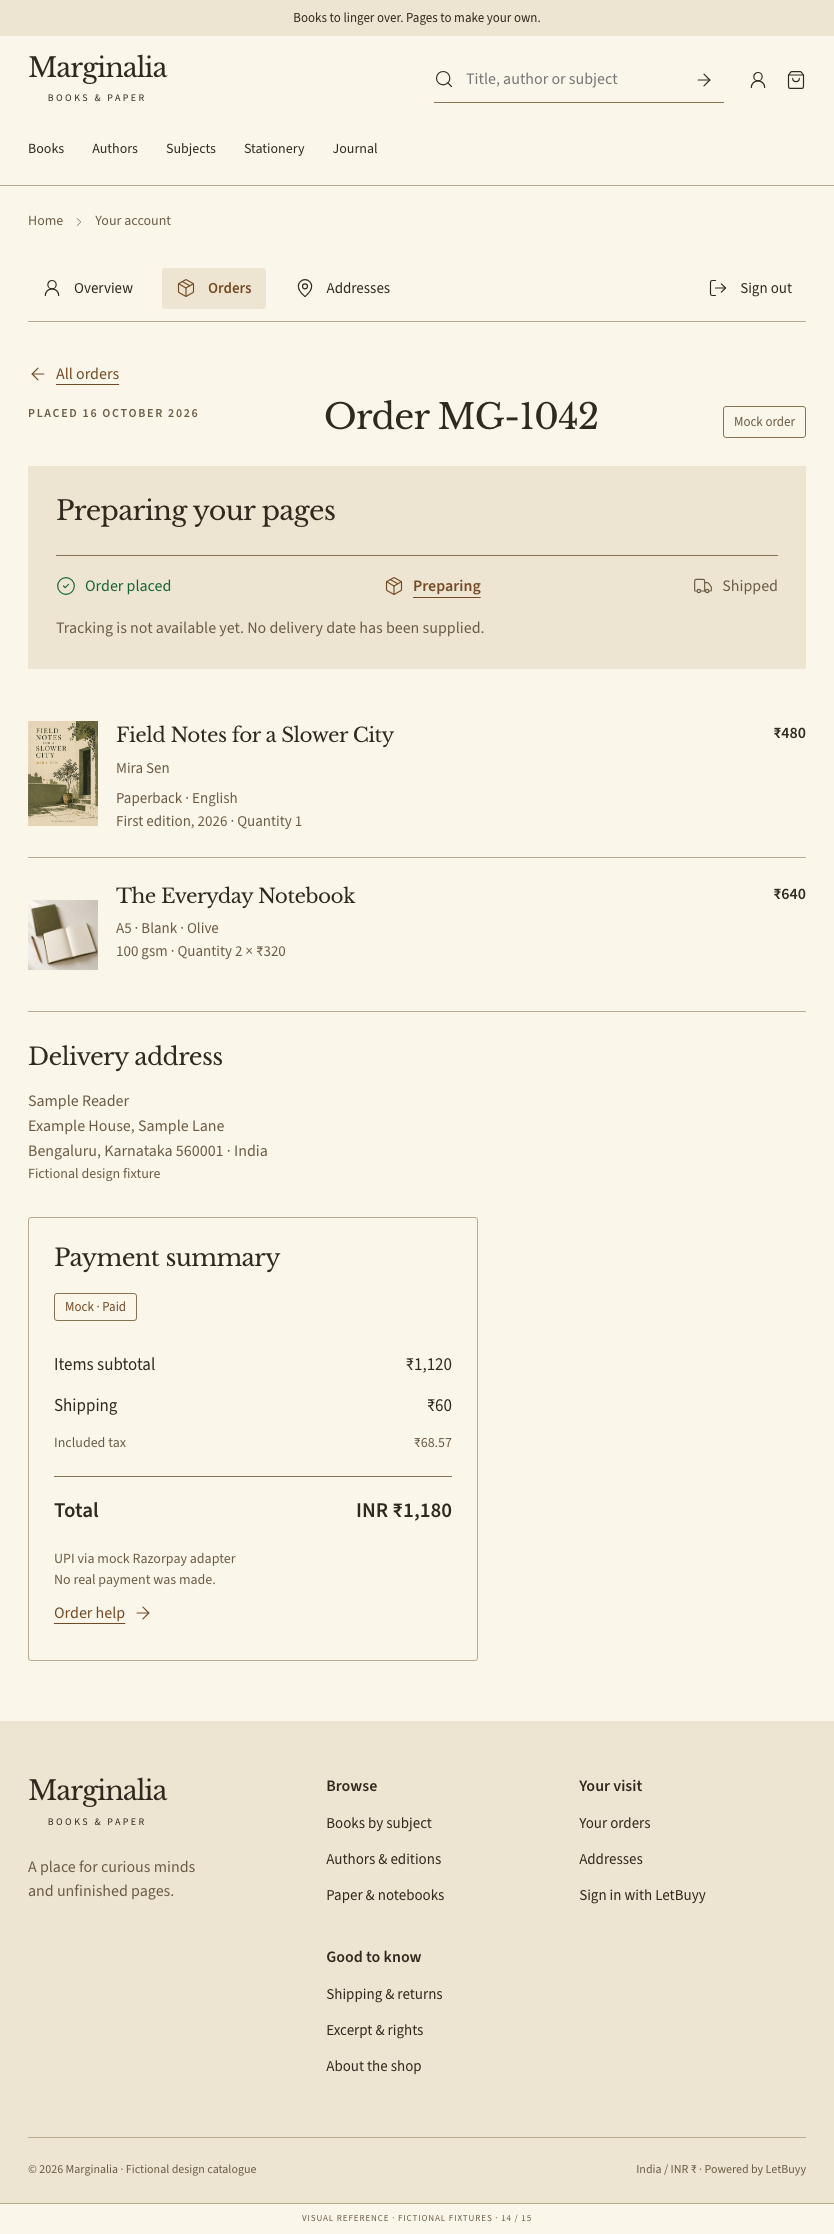 Books to linger over. Pages to make your own.
Marginalia
BOOKS & PAPER
Title, author or subject
Books Authors Subjects Stationery Journal
Home Your account
Overview Orders Addresses Sign out
All orders
PLACED 16 OCTOBER 2026
Order MG-1042
Mock order
Preparing your pages
Order placed Preparing Shipped
Tracking is not available yet. No delivery date has been supplied.
FIELD
NOTES
FOR A
SLOWER
CITY
MIRA SEN
Field Notes for a Slower City ₹480
Mira Sen
Paperback · English
First edition, 2026 · Quantity 1
The Everyday Notebook ₹640
A5 · Blank · Olive
100 gsm · Quantity 2 × ₹320
Delivery address
Sample Reader
Example House, Sample Lane
Bengaluru, Karnataka 560001 · India
Fictional design fixture
Payment summary
Mock · Paid
Items subtotal ₹1,120
Shipping ₹60
Included tax ₹68.57
Total INR ₹1,180
UPI via mock Razorpay adapter
No real payment was made.
Order help
Marginalia
BOOKS & PAPER
A place for curious minds
and unfinished pages.
Browse
Books by subject
Authors & editions
Paper & notebooks
Your visit
Your orders
Addresses
Sign in with LetBuyy
Good to know
Shipping & returns
Excerpt & rights
About the shop
© 2026 Marginalia · Fictional design catalogue
India / INR ₹ · Powered by LetBuyy
VISUAL REFERENCE · FICTIONAL FIXTURES · 14 / 15